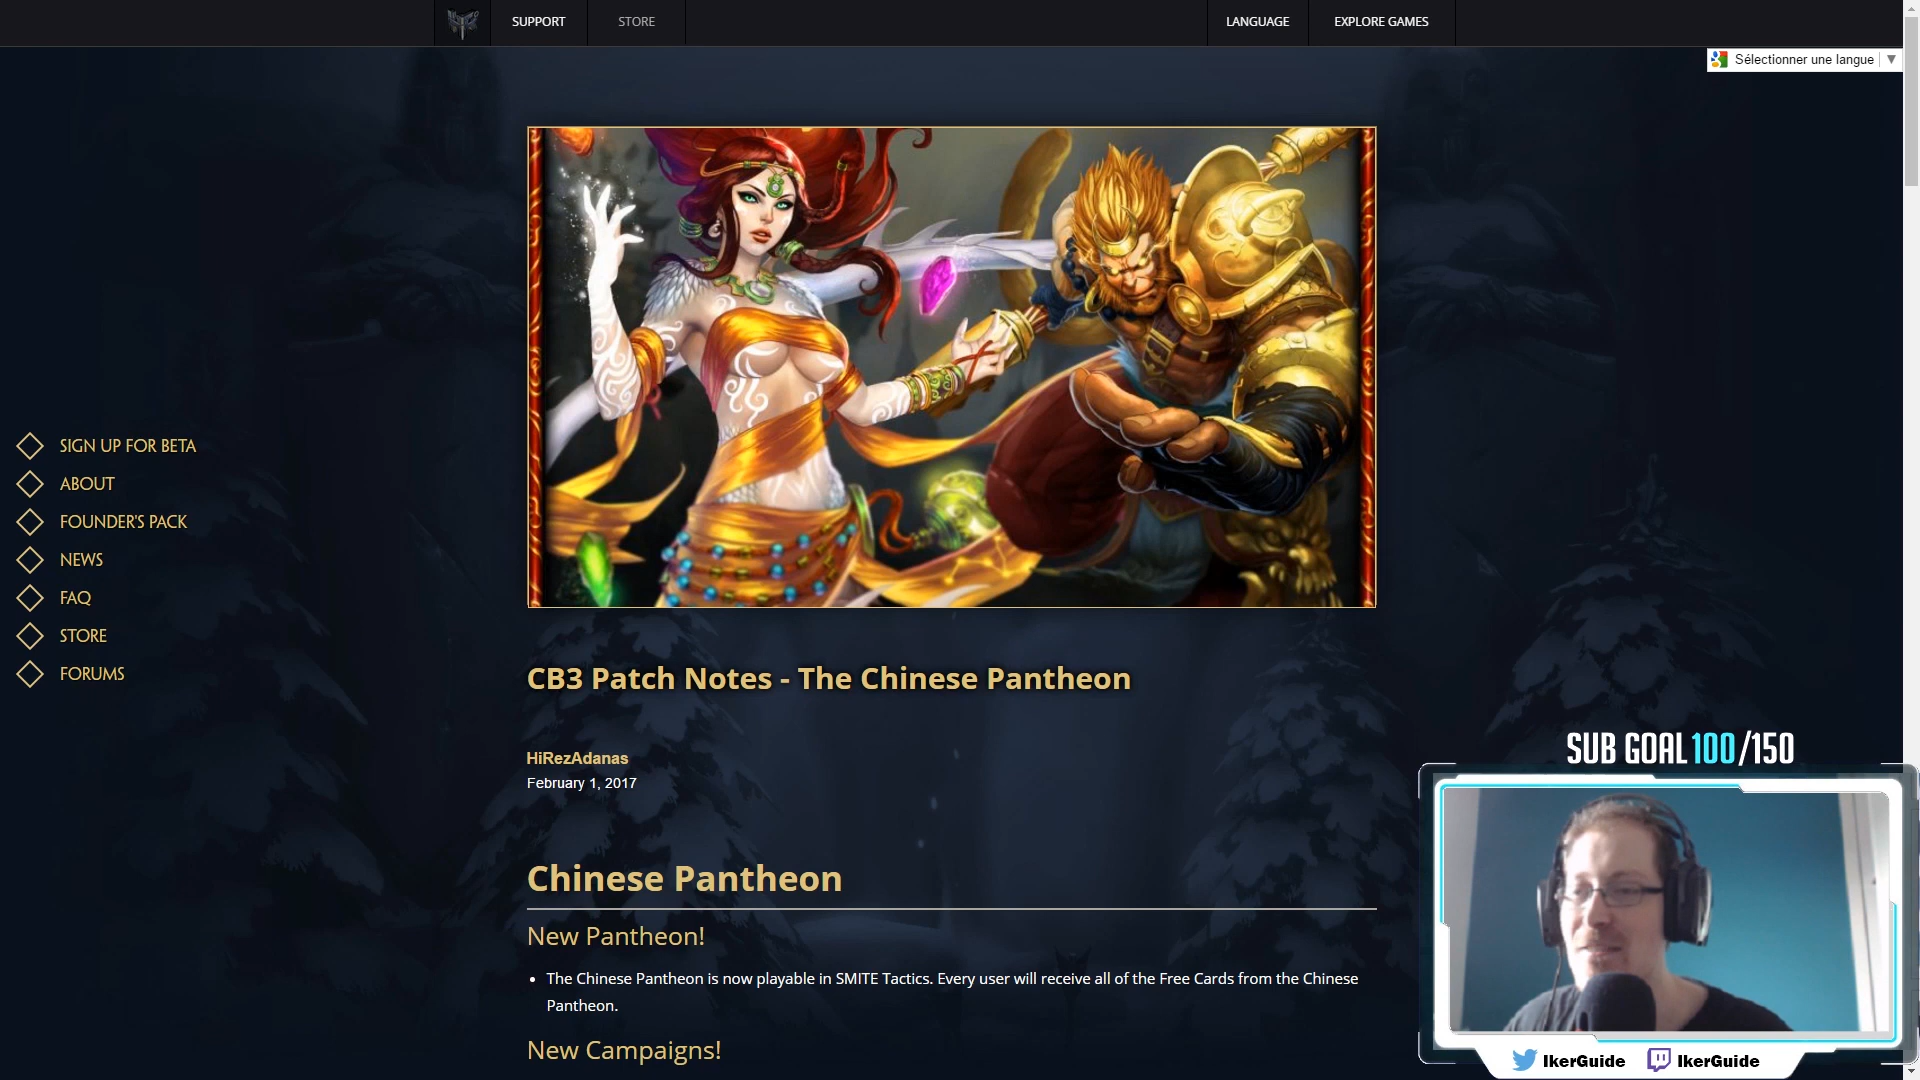 SUPPORT
STORE
LANGUAGE
EXPLORE GAMES
Sélectionner une langue ▼
SIGN UP FOR BETA
ABOUT
FOUNDER'S PACK
NEWS
FAQ
STORE
FORUMS
CB3 Patch Notes - The Chinese Pantheon
HiRezAdanas
February 1, 2017
Chinese Pantheon
New Pantheon!
• The Chinese Pantheon is now playable in SMITE Tactics. Every user will receive all of the Free Cards from the Chinese
Pantheon.
New Campaigns!
SUB GOAL 100/150
IkerGuide
IkerGuide